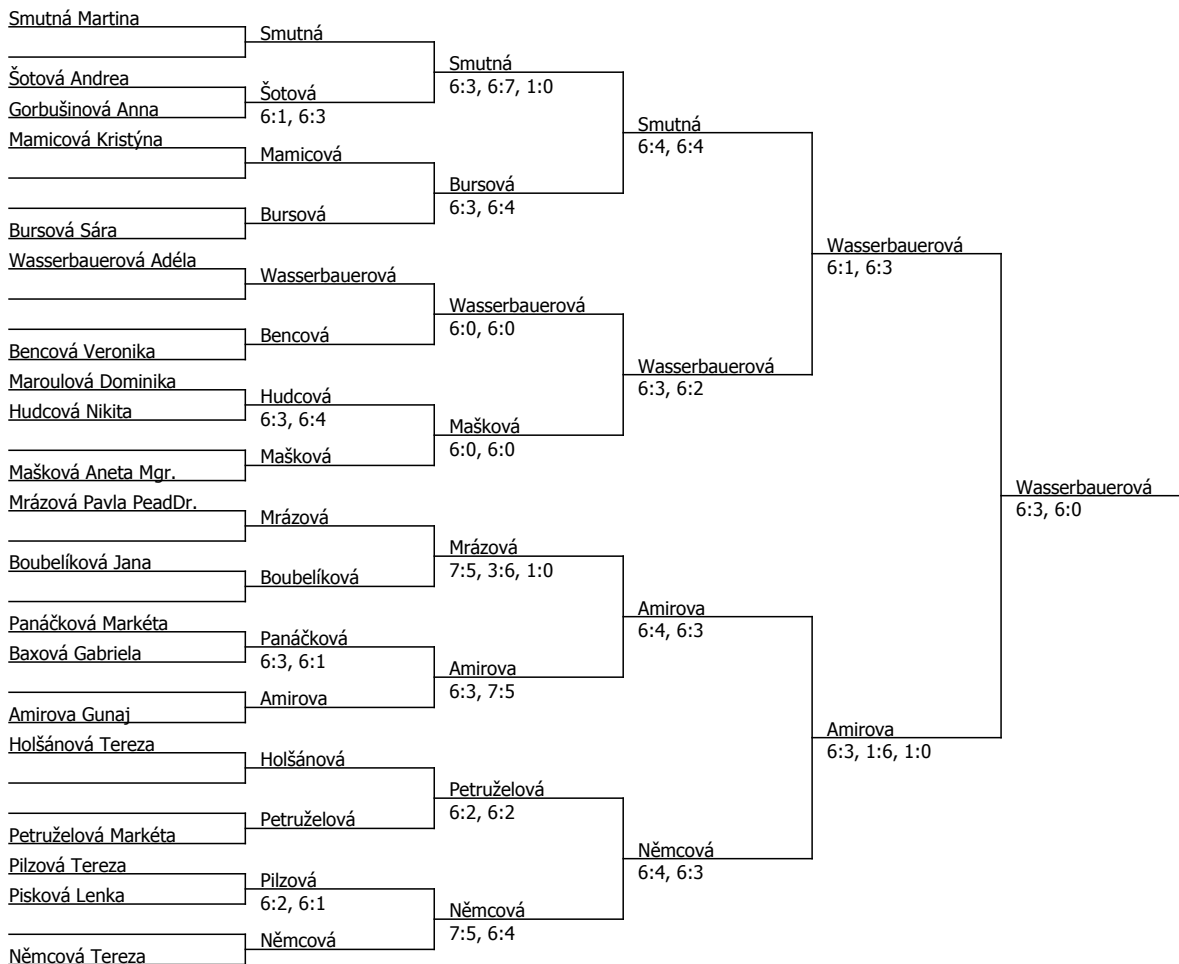 Smutná Martina
Šotová Andrea
Gorbušinová Anna
Mamicová Kristýna
Bursová Sára
Wasserbauerová Adéla
Bencová Veronika
Maroulová Dominika
Hudcová Nikita
Mašková Aneta Mgr.
Mrázová Pavla PeadDr.
Boubelíková Jana
Panáčková Markéta
Baxová Gabriela
Amirova Gunaj
Holšánová Tereza
Petruželová Markéta
Pilzová Tereza
Pisková Lenka
Němcová Tereza
Smutná
Šotová
6:1, 6:3
Mamicová
Bursová
Wasserbauerová
Bencová
Hudcová
6:3, 6:4
Mašková
Mrázová
Boubelíková
Panáčková
6:3, 6:1
Amirova
Holšánová
Petruželová
Pilzová
6:2, 6:1
Němcová
Smutná
6:3, 6:7, 1:0
Bursová
6:3, 6:4
Wasserbauerová
6:0, 6:0
Mašková
6:0, 6:0
Mrázová
7:5, 3:6, 1:0
Amirova
6:3, 7:5
Petruželová
6:2, 6:2
Němcová
7:5, 6:4
Smutná
6:4, 6:4
Wasserbauerová
6:3, 6:2
Amirova
6:4, 6:3
Němcová
6:4, 6:3
Wasserbauerová
6:1, 6:3
Amirova
6:3, 1:6, 1:0
Wasserbauerová
6:3, 6:0